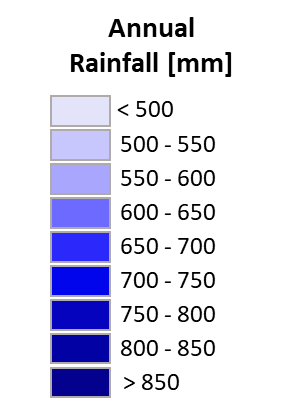 Annual
Rainfall [mm]
< 500
500 - 550
550 - 600
600 - 650
650 - 700
700 - 750
750 - 800
800 - 850
> 850